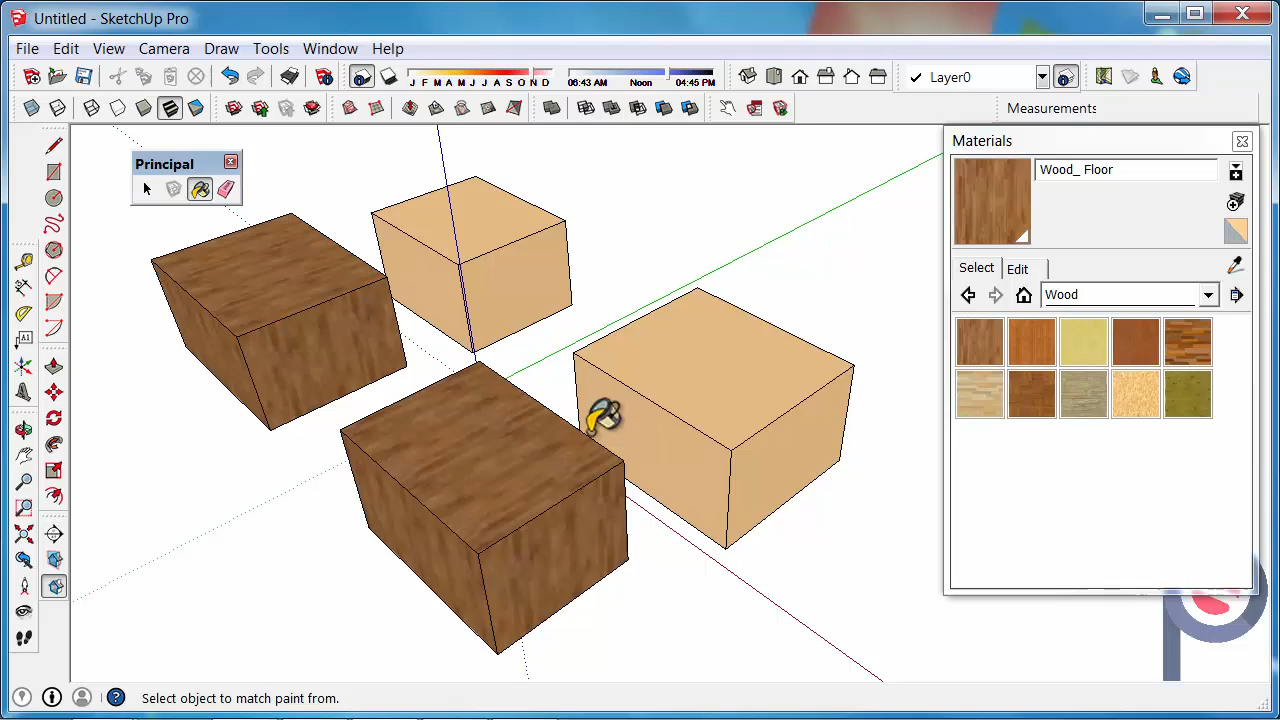 Untitled - SketchUp Pro
File Edit View Camera Draw Tools Window Help
J F M A M J J A S O N D 06:43 AM Noon 04:45 PM Layer0
Measurements
Materials
Principal
Wood_ Floor
Select Edit
Wood
A1
Select object to match paint from.